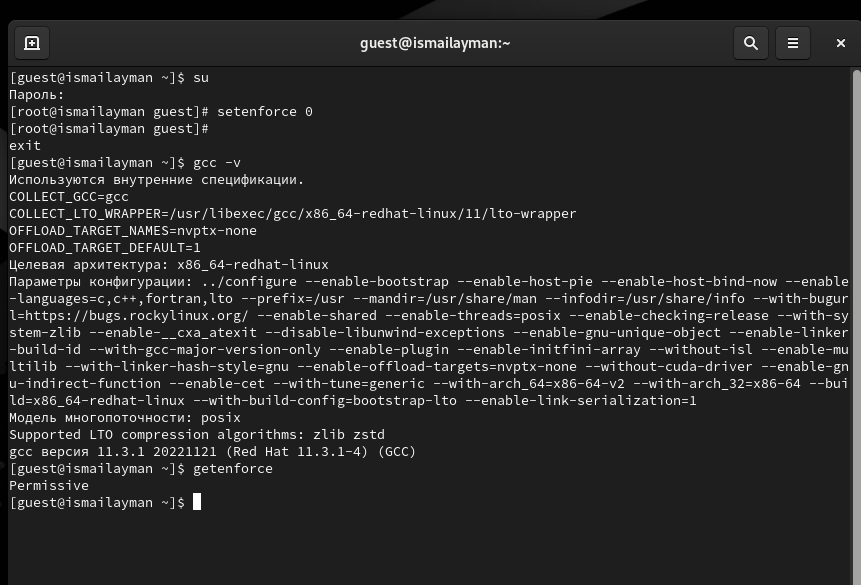 guest@ismailayman:~
[guest@ismailayman ~]$ su
Пароль:
[root@ismailayman guest]# setenforce 0
[root@ismailayman guest]#
exit
[guest@ismailayman ~]$ gcc -v
Используются внутренние спецификации.
COLLECT_GCC=gcc
COLLECT_LTO_WRAPPER=/usr/libexec/gcc/x86_64-redhat-linux/11/lto-wrapper
OFFLOAD_TARGET_NAMES=nvptx-none
OFFLOAD_TARGET_DEFAULT=1
Целевая архитектура: x86_64-redhat-linux
Параметры конфигурации: ../configure --enable-bootstrap --enable-host-pie --enable-host-bind-now --enable
-languages=c,c++,fortran,lto --prefix=/usr --mandir=/usr/share/man --infodir=/usr/share/info --with-bugur
l=https://bugs.rockylinux.org/ --enable-shared --enable-threads=posix --enable-checking=release --with-sy
stem-zlib --enable-__cxa_atexit --disable-libunwind-exceptions --enable-gnu-unique-object --enable-linker
-build-id --with-gcc-major-version-only --enable-plugin --enable-initfini-array --without-isl --enable-mu
ltilib --with-linker-hash-style=gnu --enable-offload-targets=nvptx-none --without-cuda-driver --enable-gn
u-indirect-function --enable-cet --with-tune=generic --with-arch_64=x86-64-v2 --with-arch_32=x86-64 --bui
ld=x86_64-redhat-linux --with-build-config=bootstrap-lto --enable-link-serialization=1
Модель многопоточности: posix
Supported LTO compression algorithms: zlib zstd
gcc версия 11.3.1 20221121 (Red Hat 11.3.1-4) (GCC)
[guest@ismailayman ~]$ getenforce
Permissive
[guest@ismailayman ~]$